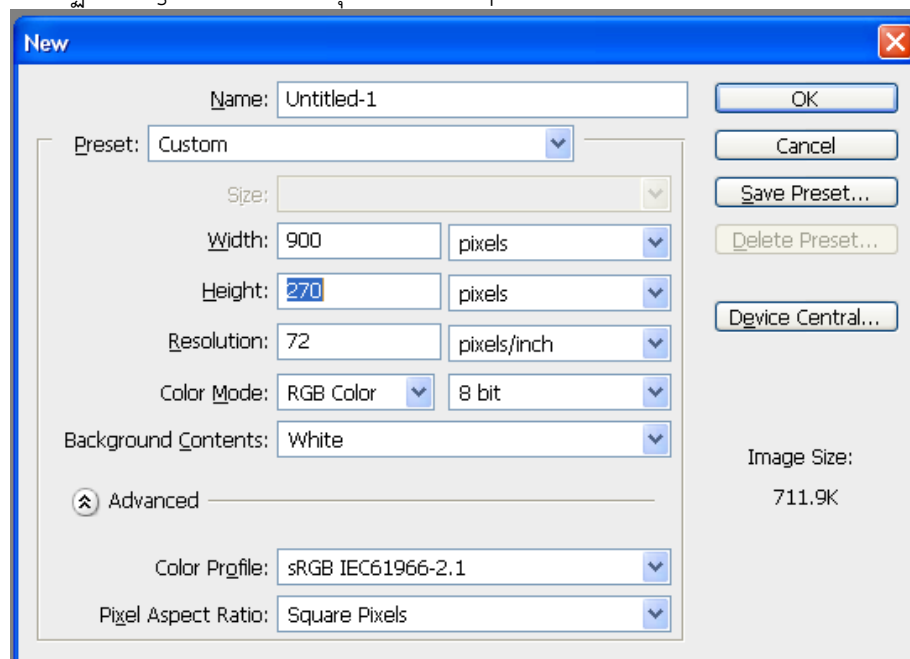 New
Name: Untitled-1
OK
Preset: Custom
Cancel
Size:
Save Preset...
Width: 900 pixels
Delete Preset...
Height: 270 pixels
Device Central...
Resolution: 72 pixels/inch
Color Mode: RGB Color 8 bit
Background Contents: White
Image Size:
711.9K
Advanced
Color Profile: sRGB IEC61966-2.1
Pixel Aspect Ratio: Square Pixels